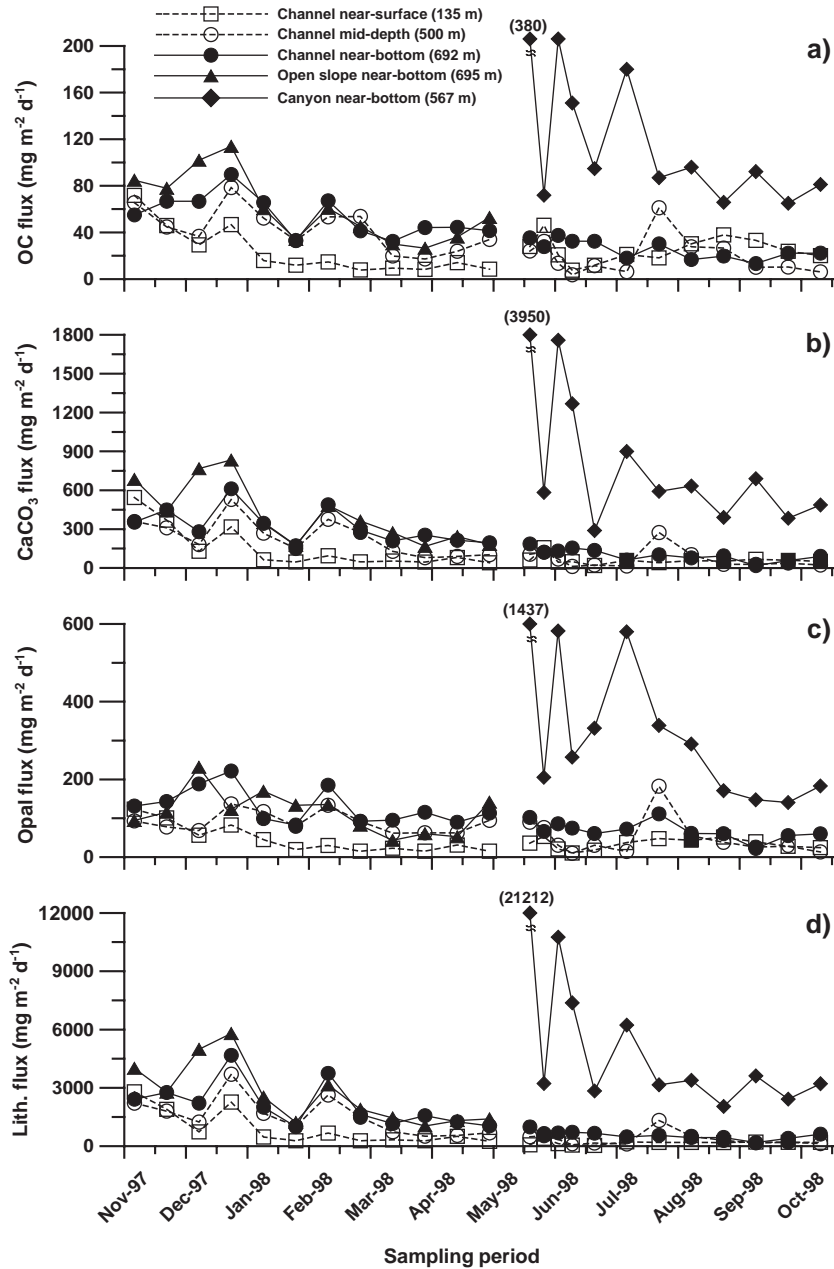 Channel near-surface (135 m)
Channel mid-depth (500 m)
Channel near-bottom (692 m)
Open slope near-bottom (695 m)
Canyon near-bottom (567 m)
(380)
a)
200
160
120
80
40
0
OC flux (mg m⁻² d⁻¹)
(3950)
b)
1800
1500
1200
900
600
300
0
CaCO₃ flux (mg m⁻² d⁻¹)
(1437)
c)
600
400
200
0
Opal flux (mg m⁻² d⁻¹)
(21212)
d)
12000
9000
6000
3000
0
Lith. flux (mg m⁻² d⁻¹)
Nov-97
Dec-97
Jan-98
Feb-98
Mar-98
Apr-98
May-98
Jun-98
Jul-98
Aug-98
Sep-98
Oct-98
Sampling period